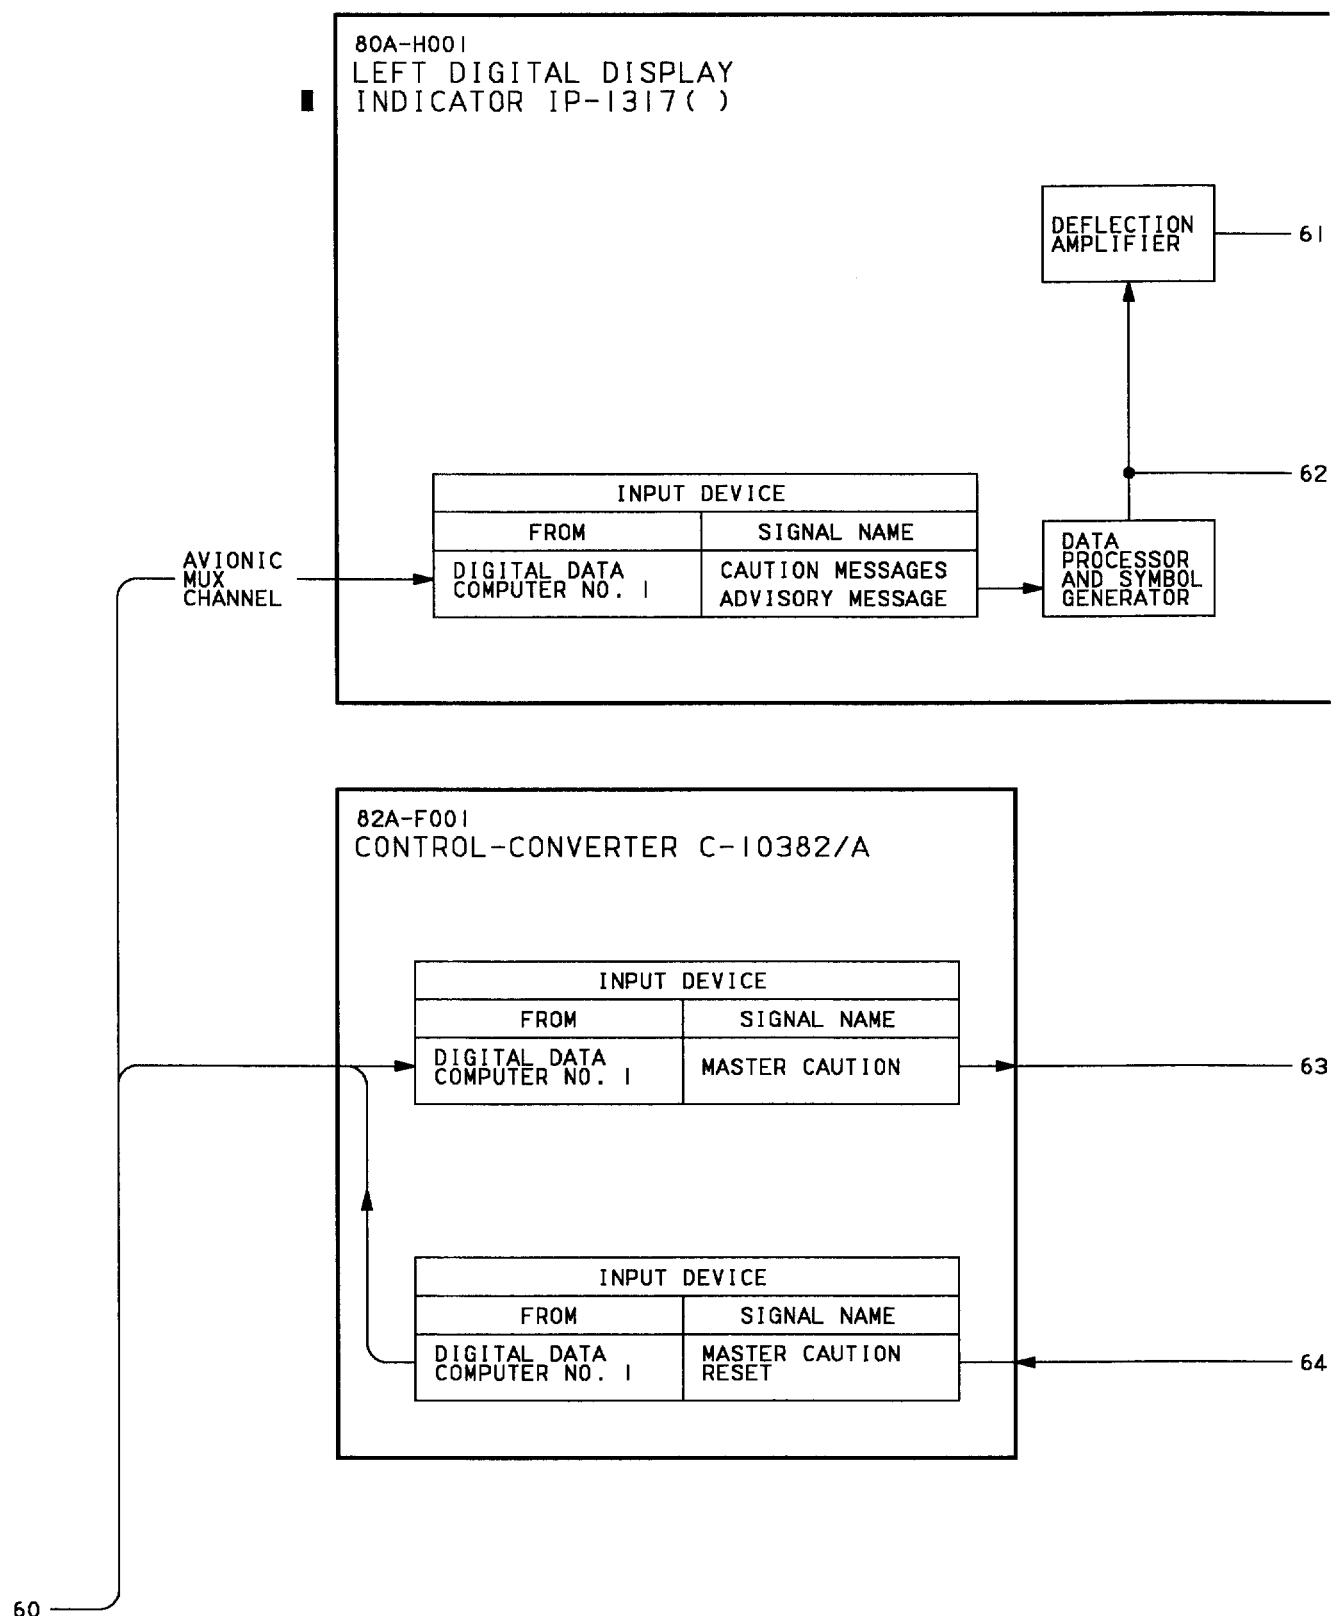 80A-H001
LEFT DIGITAL DISPLAY
INDICATOR IP-1317( )
DEFLECTION
AMPLIFIER
61
62
INPUT DEVICE
FROM
SIGNAL NAME
AVIONIC
MUX
CHANNEL
DIGITAL DATA
COMPUTER NO. 1
CAUTION MESSAGES
ADVISORY MESSAGE
DATA
PROCESSOR
AND SYMBOL
GENERATOR
82A-F001
CONTROL-CONVERTER C-10382/A
INPUT DEVICE
FROM
SIGNAL NAME
DIGITAL DATA
COMPUTER NO. 1
MASTER CAUTION
63
INPUT DEVICE
FROM
SIGNAL NAME
DIGITAL DATA
COMPUTER NO. 1
MASTER CAUTION
RESET
64
60